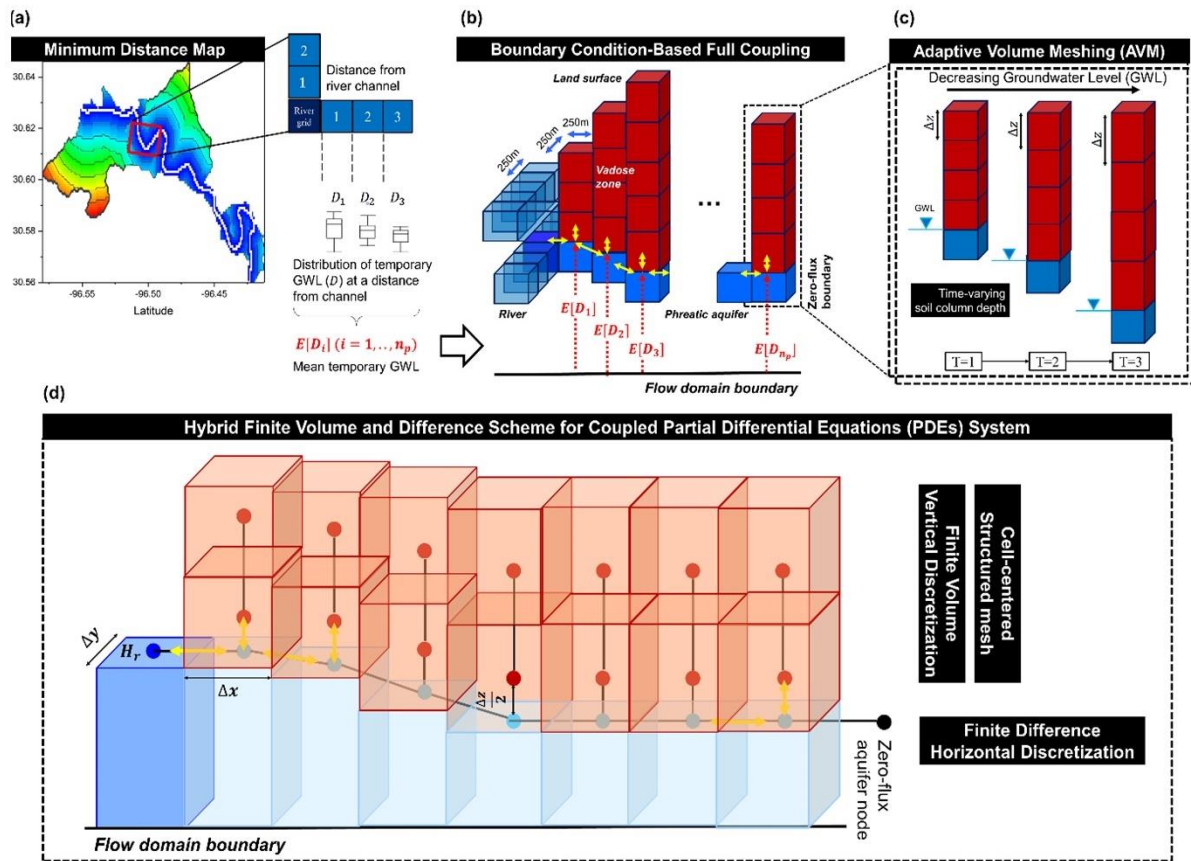 (a)
Minimum Distance Map
30.64
30.62
30.60
30.58
30.56
-96.55
-96.50
-96.45
Latitude
2
1
River
grid
1
2
3
Distance from
river channel
D₁
D₂
D₃
Distribution of temporary
GWL (D) at a distance
from channel
E[Dᵢ] (i = 1, . ., nₚ)
Mean temporary GWL
(b)
Boundary Condition-Based Full Coupling
Land surface
250m
250m
250m
Vadose
zone
...
Zero-flux
boundary
River
Phreatic aquifer
E[D₁]
E[D₂]
E[D₃]
E[Dₙₚ]
Flow domain boundary
(c)
Adaptive Volume Meshing (AVM)
Decreasing Groundwater Level (GWL)
Δz
Δz
Δz
GWL
Time-varying
soil column depth
T=1
T=2
T=3
(d)
Hybrid Finite Volume and Difference Scheme for Coupled Partial Differential Equations (PDEs) System
Δy
Hᵣ
Δx
Δz
2
Finite Volume
Vertical Discretization
Cell-centered
Structured mesh
Finite Difference
Horizontal Discretization
Zero-flux
aquifer node
Flow domain boundary